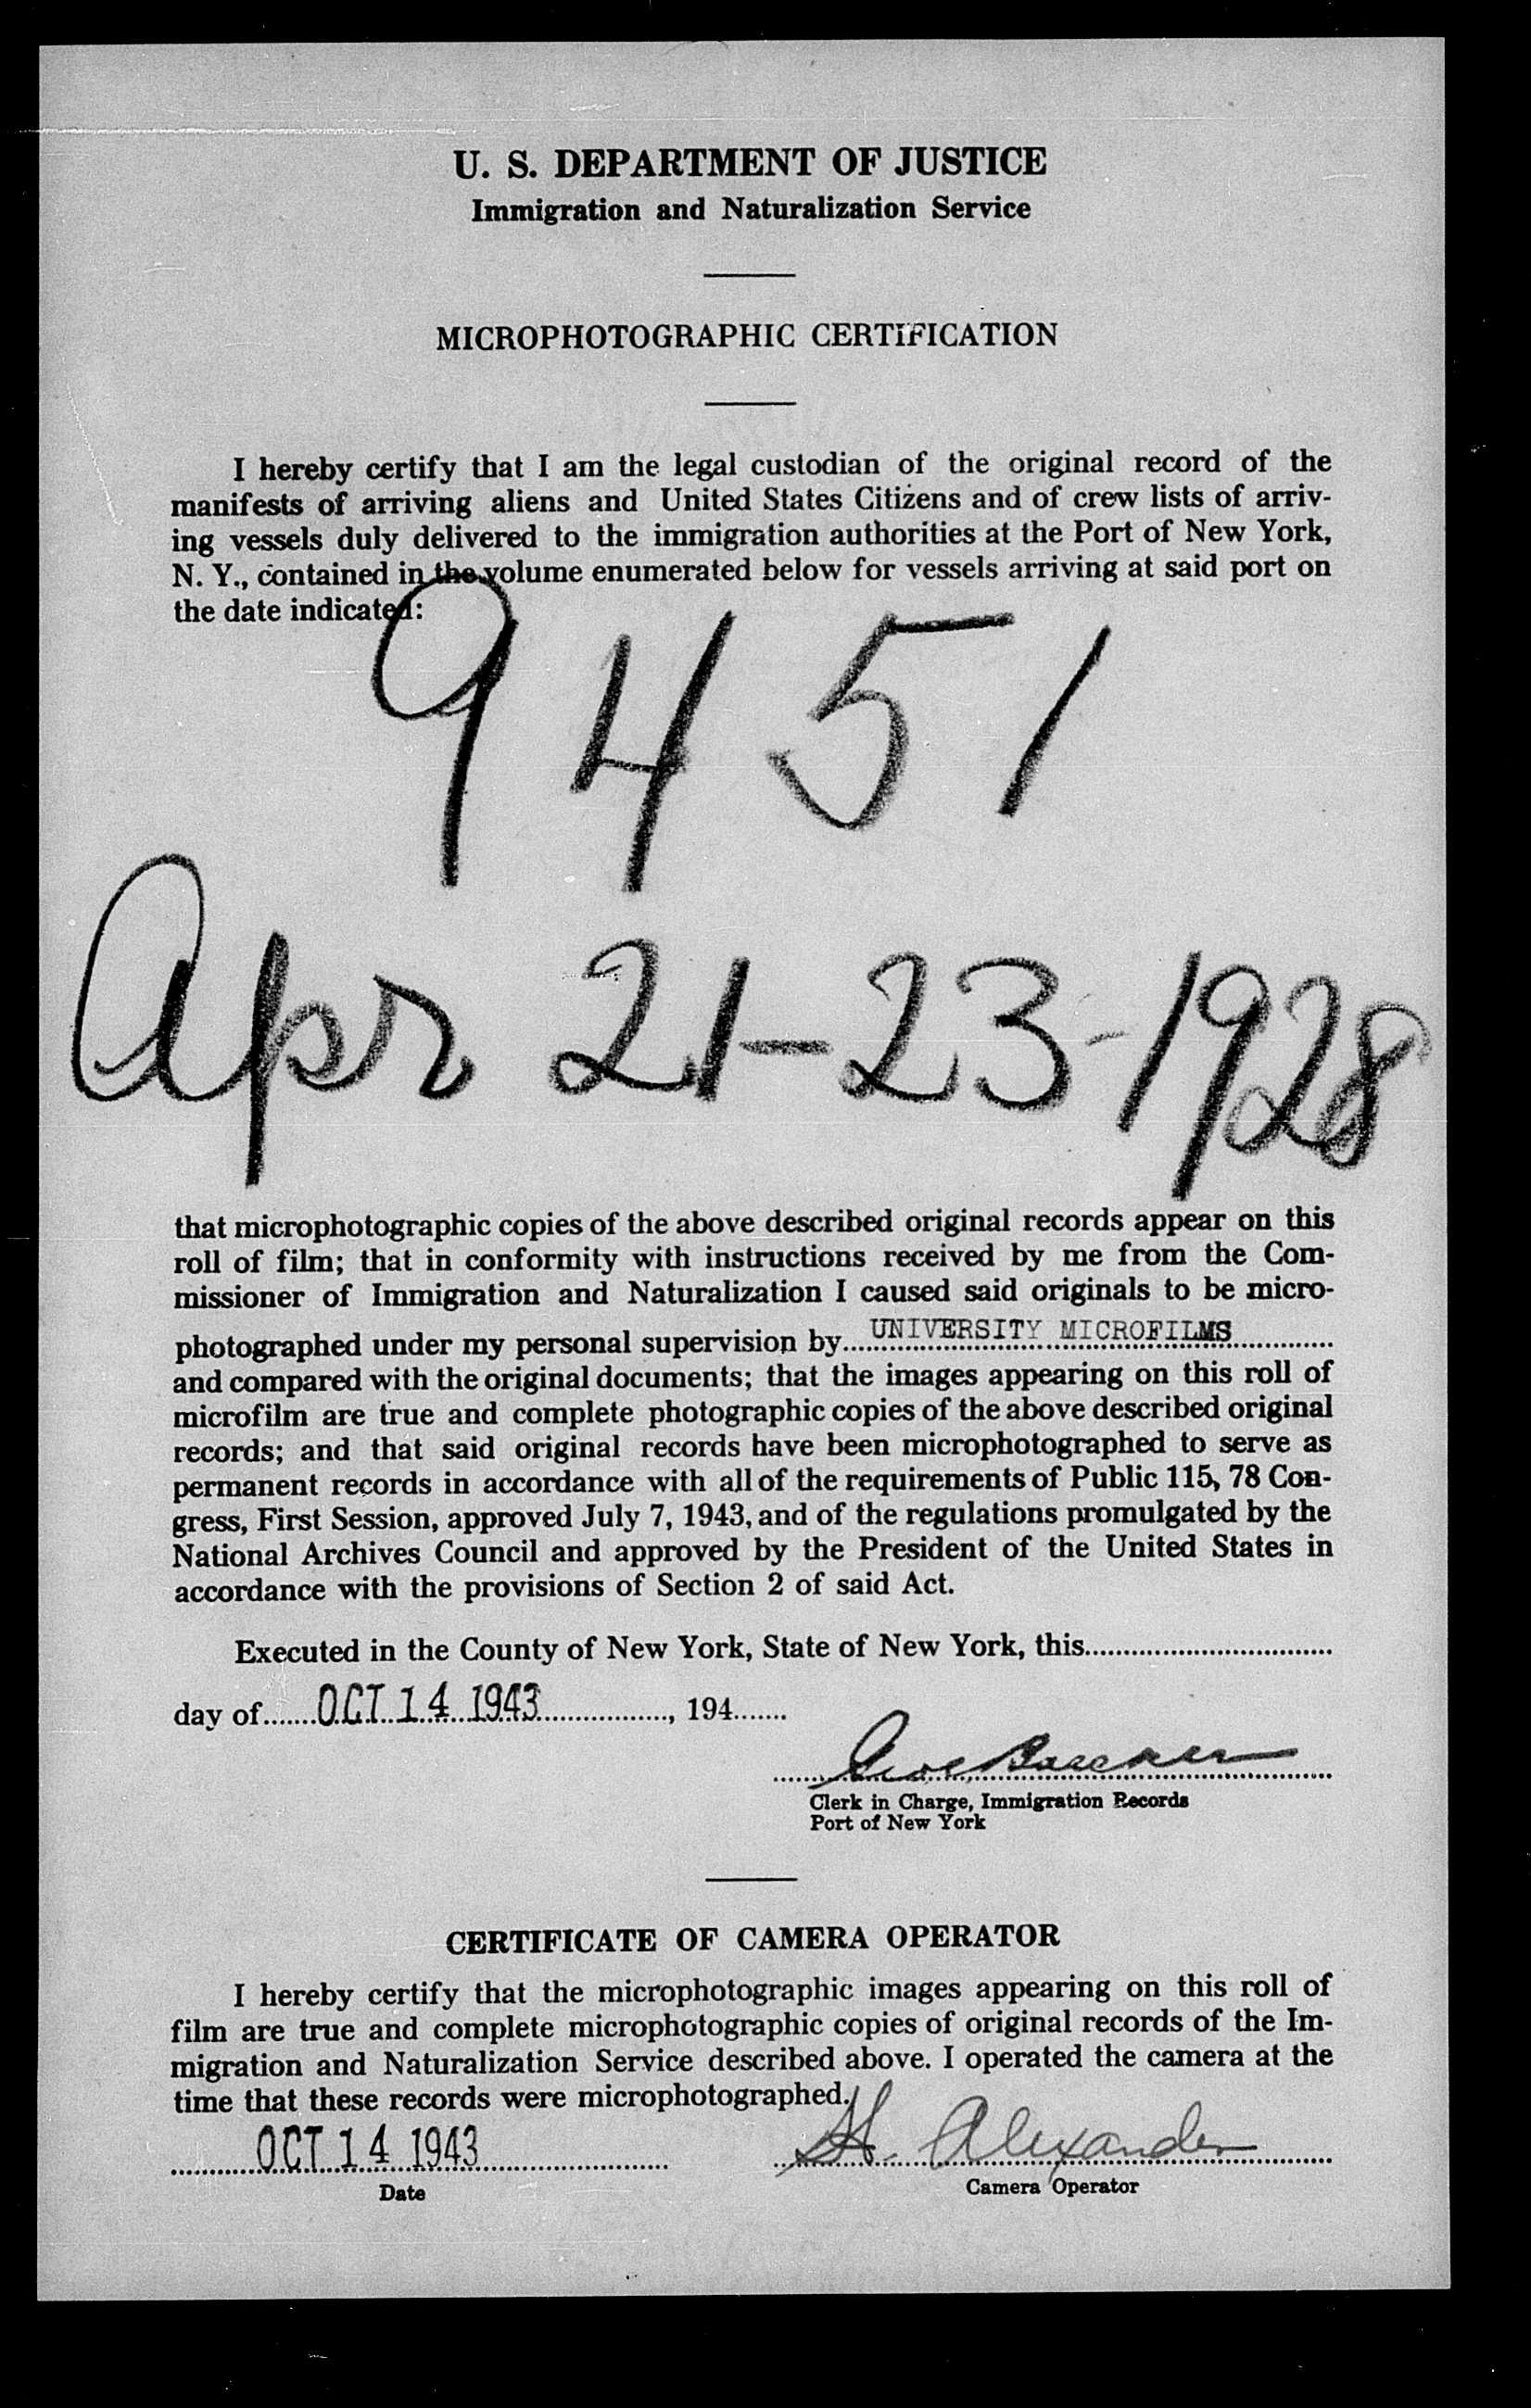 U. S. DEPARTMENT OF JUSTICE
Immigration and Naturalization Service
MICROPHOTOGRAPHIC CERTIFICATION
I hereby certify that I am the legal custodian of the original record of the
manifests of arriving aliens and United States Citizens and of crew lists of arriv-
ing vessels duly delivered to the immigration authorities at the Port of New York,
N. Y., contained in the volume enumerated below for vessels arriving at said port on
the date indicated:
9451
Apr 21-23-1928
that microphotographic copies of the above described original records appear on this
roll of film; that in conformity with instructions received by me from the Com-
missioner of Immigration and Naturalization I caused said originals to be micro-
photographed under my personal supervision by UNIVERSITY MICROFILMS
and compared with the original documents; that the images appearing on this roll of
microfilm are true and complete photographic copies of the above described original
records; and that said original records have been microphotographed to serve as
permanent records in accordance with all of the requirements of Public 115, 78 Con-
gress, First Session, approved July 7, 1943, and of the regulations promulgated by the
National Archives Council and approved by the President of the United States in
accordance with the provisions of Section 2 of said Act.
Executed in the County of New York, State of New York, this
day of OCT 14 1943, 194
Clerk in Charge, Immigration Records
Port of New York
CERTIFICATE OF CAMERA OPERATOR
I hereby certify that the microphotographic images appearing on this roll of
film are true and complete microphotographic copies of original records of the Im-
migration and Naturalization Service described above. I operated the camera at the
time that these records were microphotographed.
OCT 14 1943 Alexander
Date Camera Operator